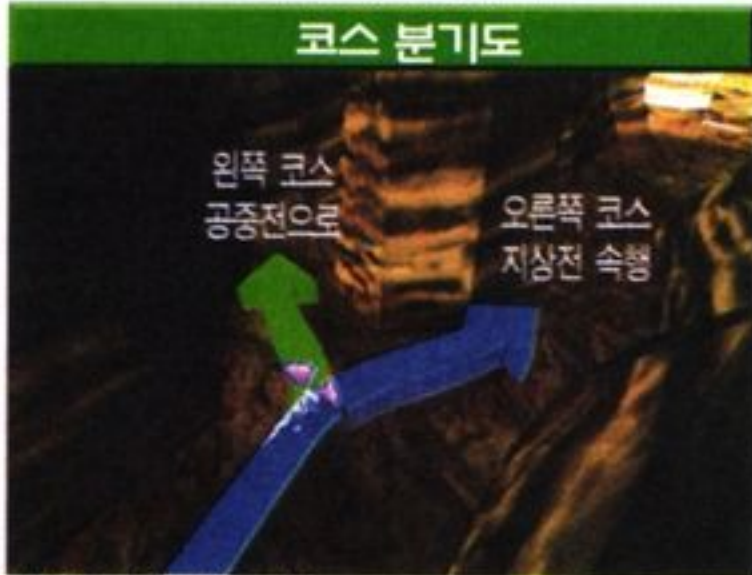 코스 분기도
왼쪽 코스
공중전으로
오른쪽 코스
지상전 속행